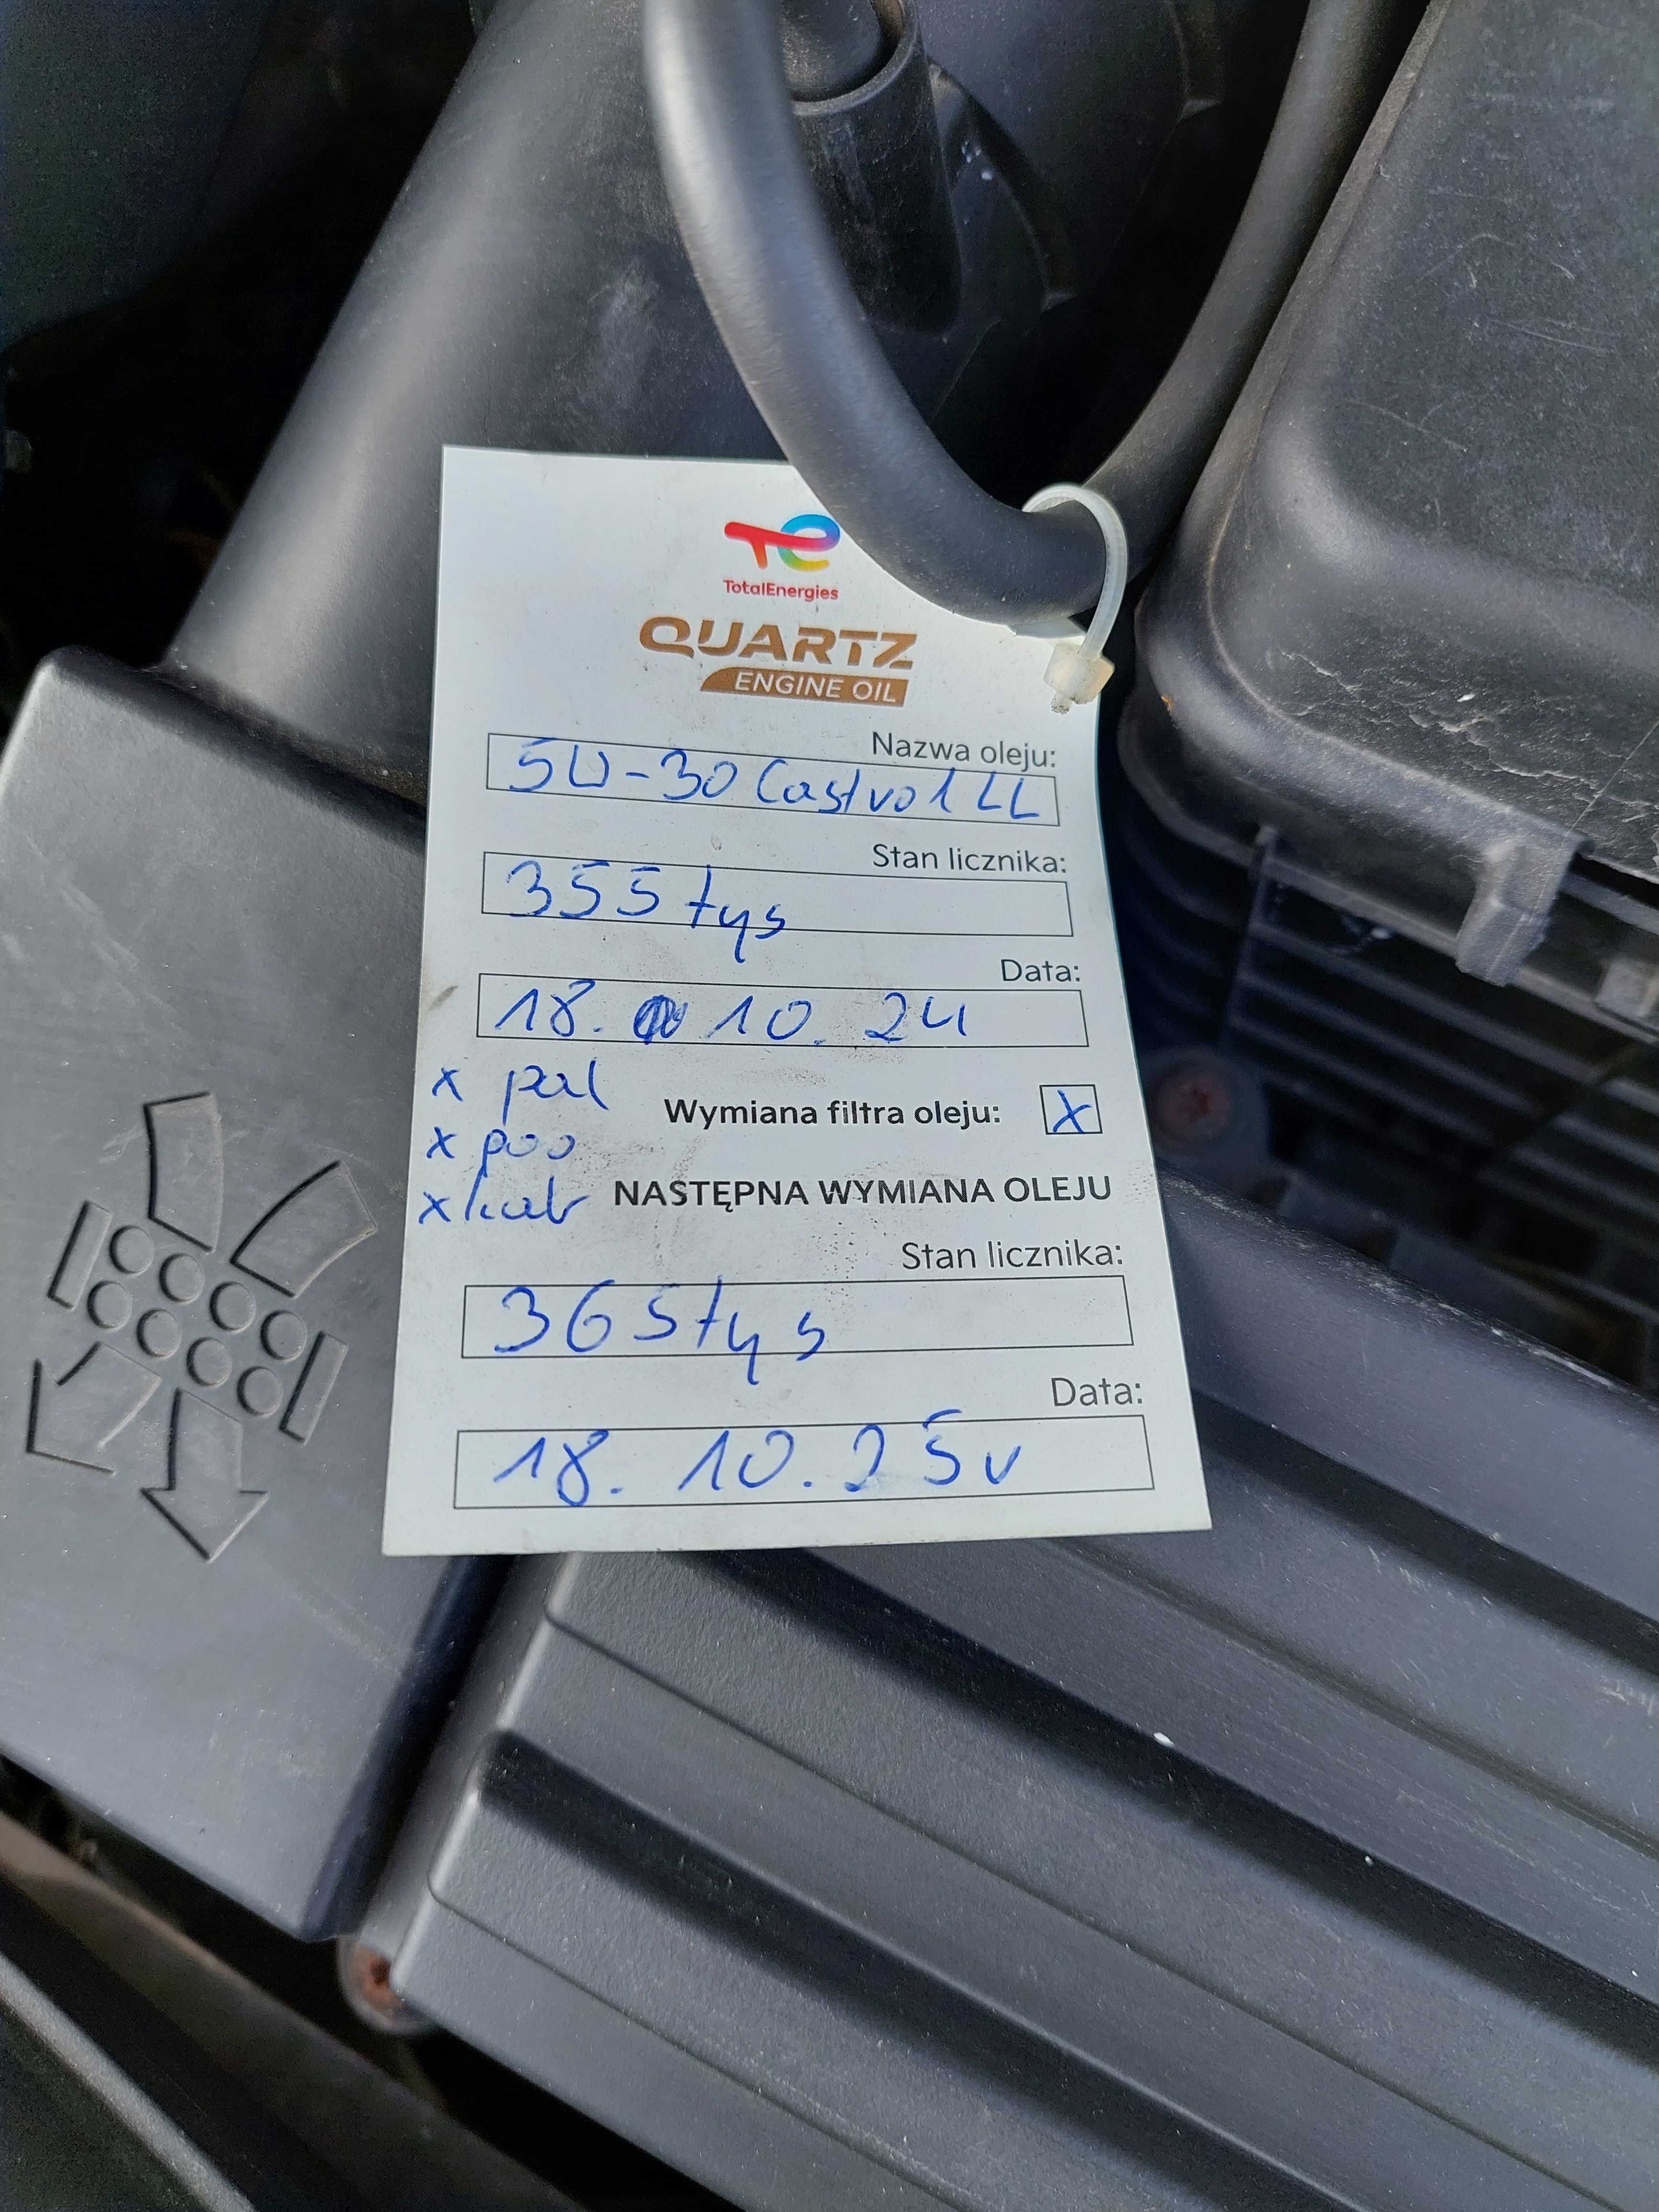 TotalEnergies
QUARTZ
ENGINE OIL
Nazwa oleju:
5W-30 Castrol LL
Stan licznika:
355 tys
Data:
18. 10. 24
x pal
x pow
x kab
Wymiana filtra oleju: x
NASTĘPNA WYMIANA OLEJU
Stan licznika:
365 tys
Data:
18. 10. 25r